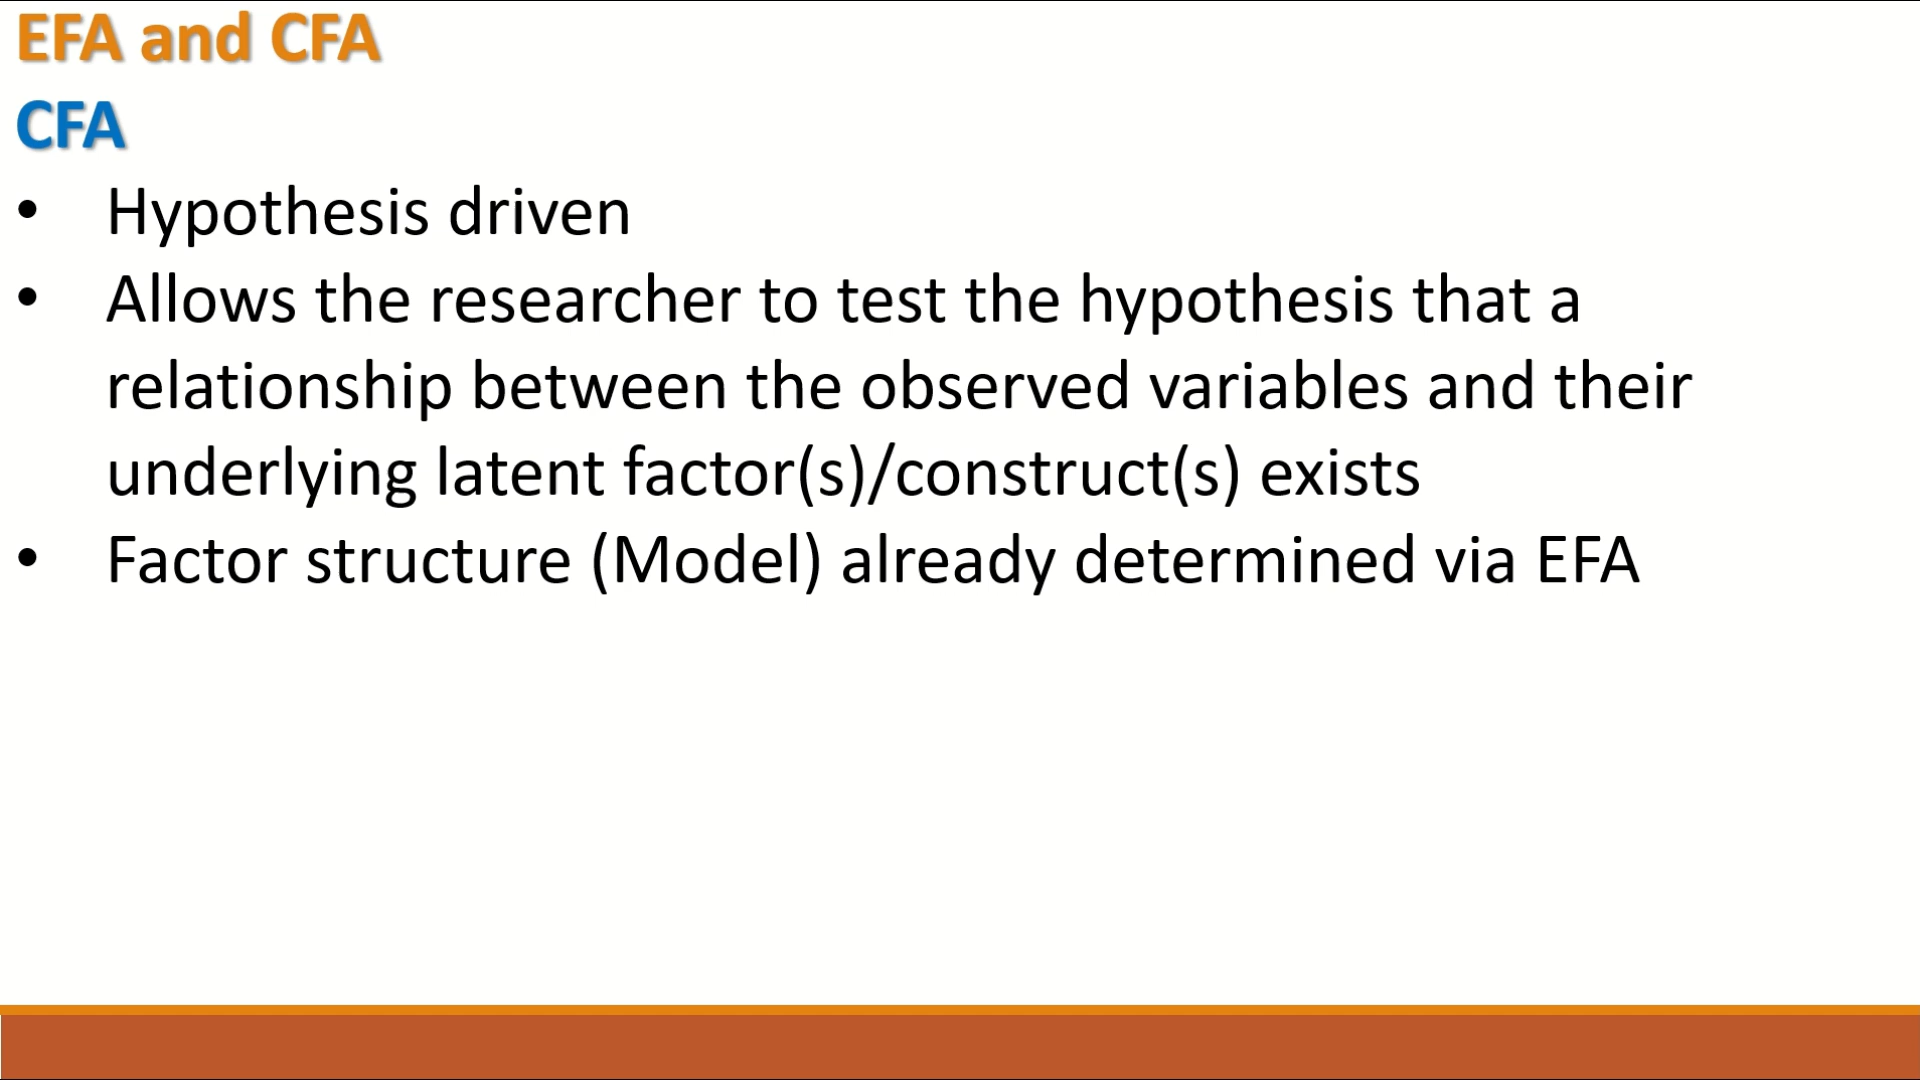 EFA and CFA
CFA
• Hypothesis driven
• Allows the researcher to test the hypothesis that a
relationship between the observed variables and their
underlying latent factor(s)/construct(s) exists
• Factor structure (Model) already determined via EFA